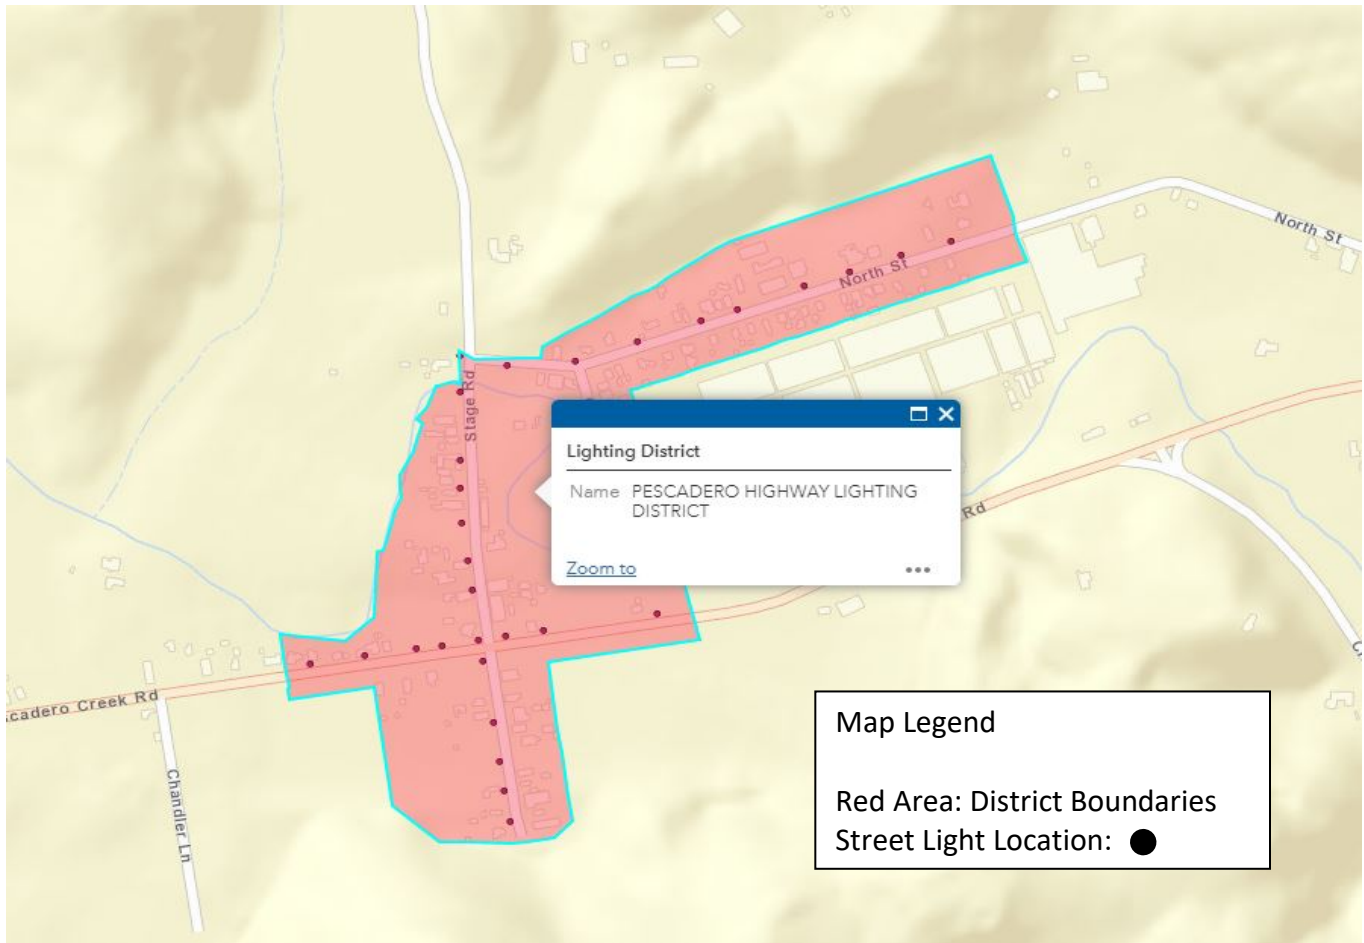 North St
North St
Stage Rd
Lighting District
Name PESCADERO HIGHWAY LIGHTING
DISTRICT
Zoom to
Rd
scadero Creek Rd
Chandler Ln
Map Legend
Red Area: District Boundaries
Street Light Location: